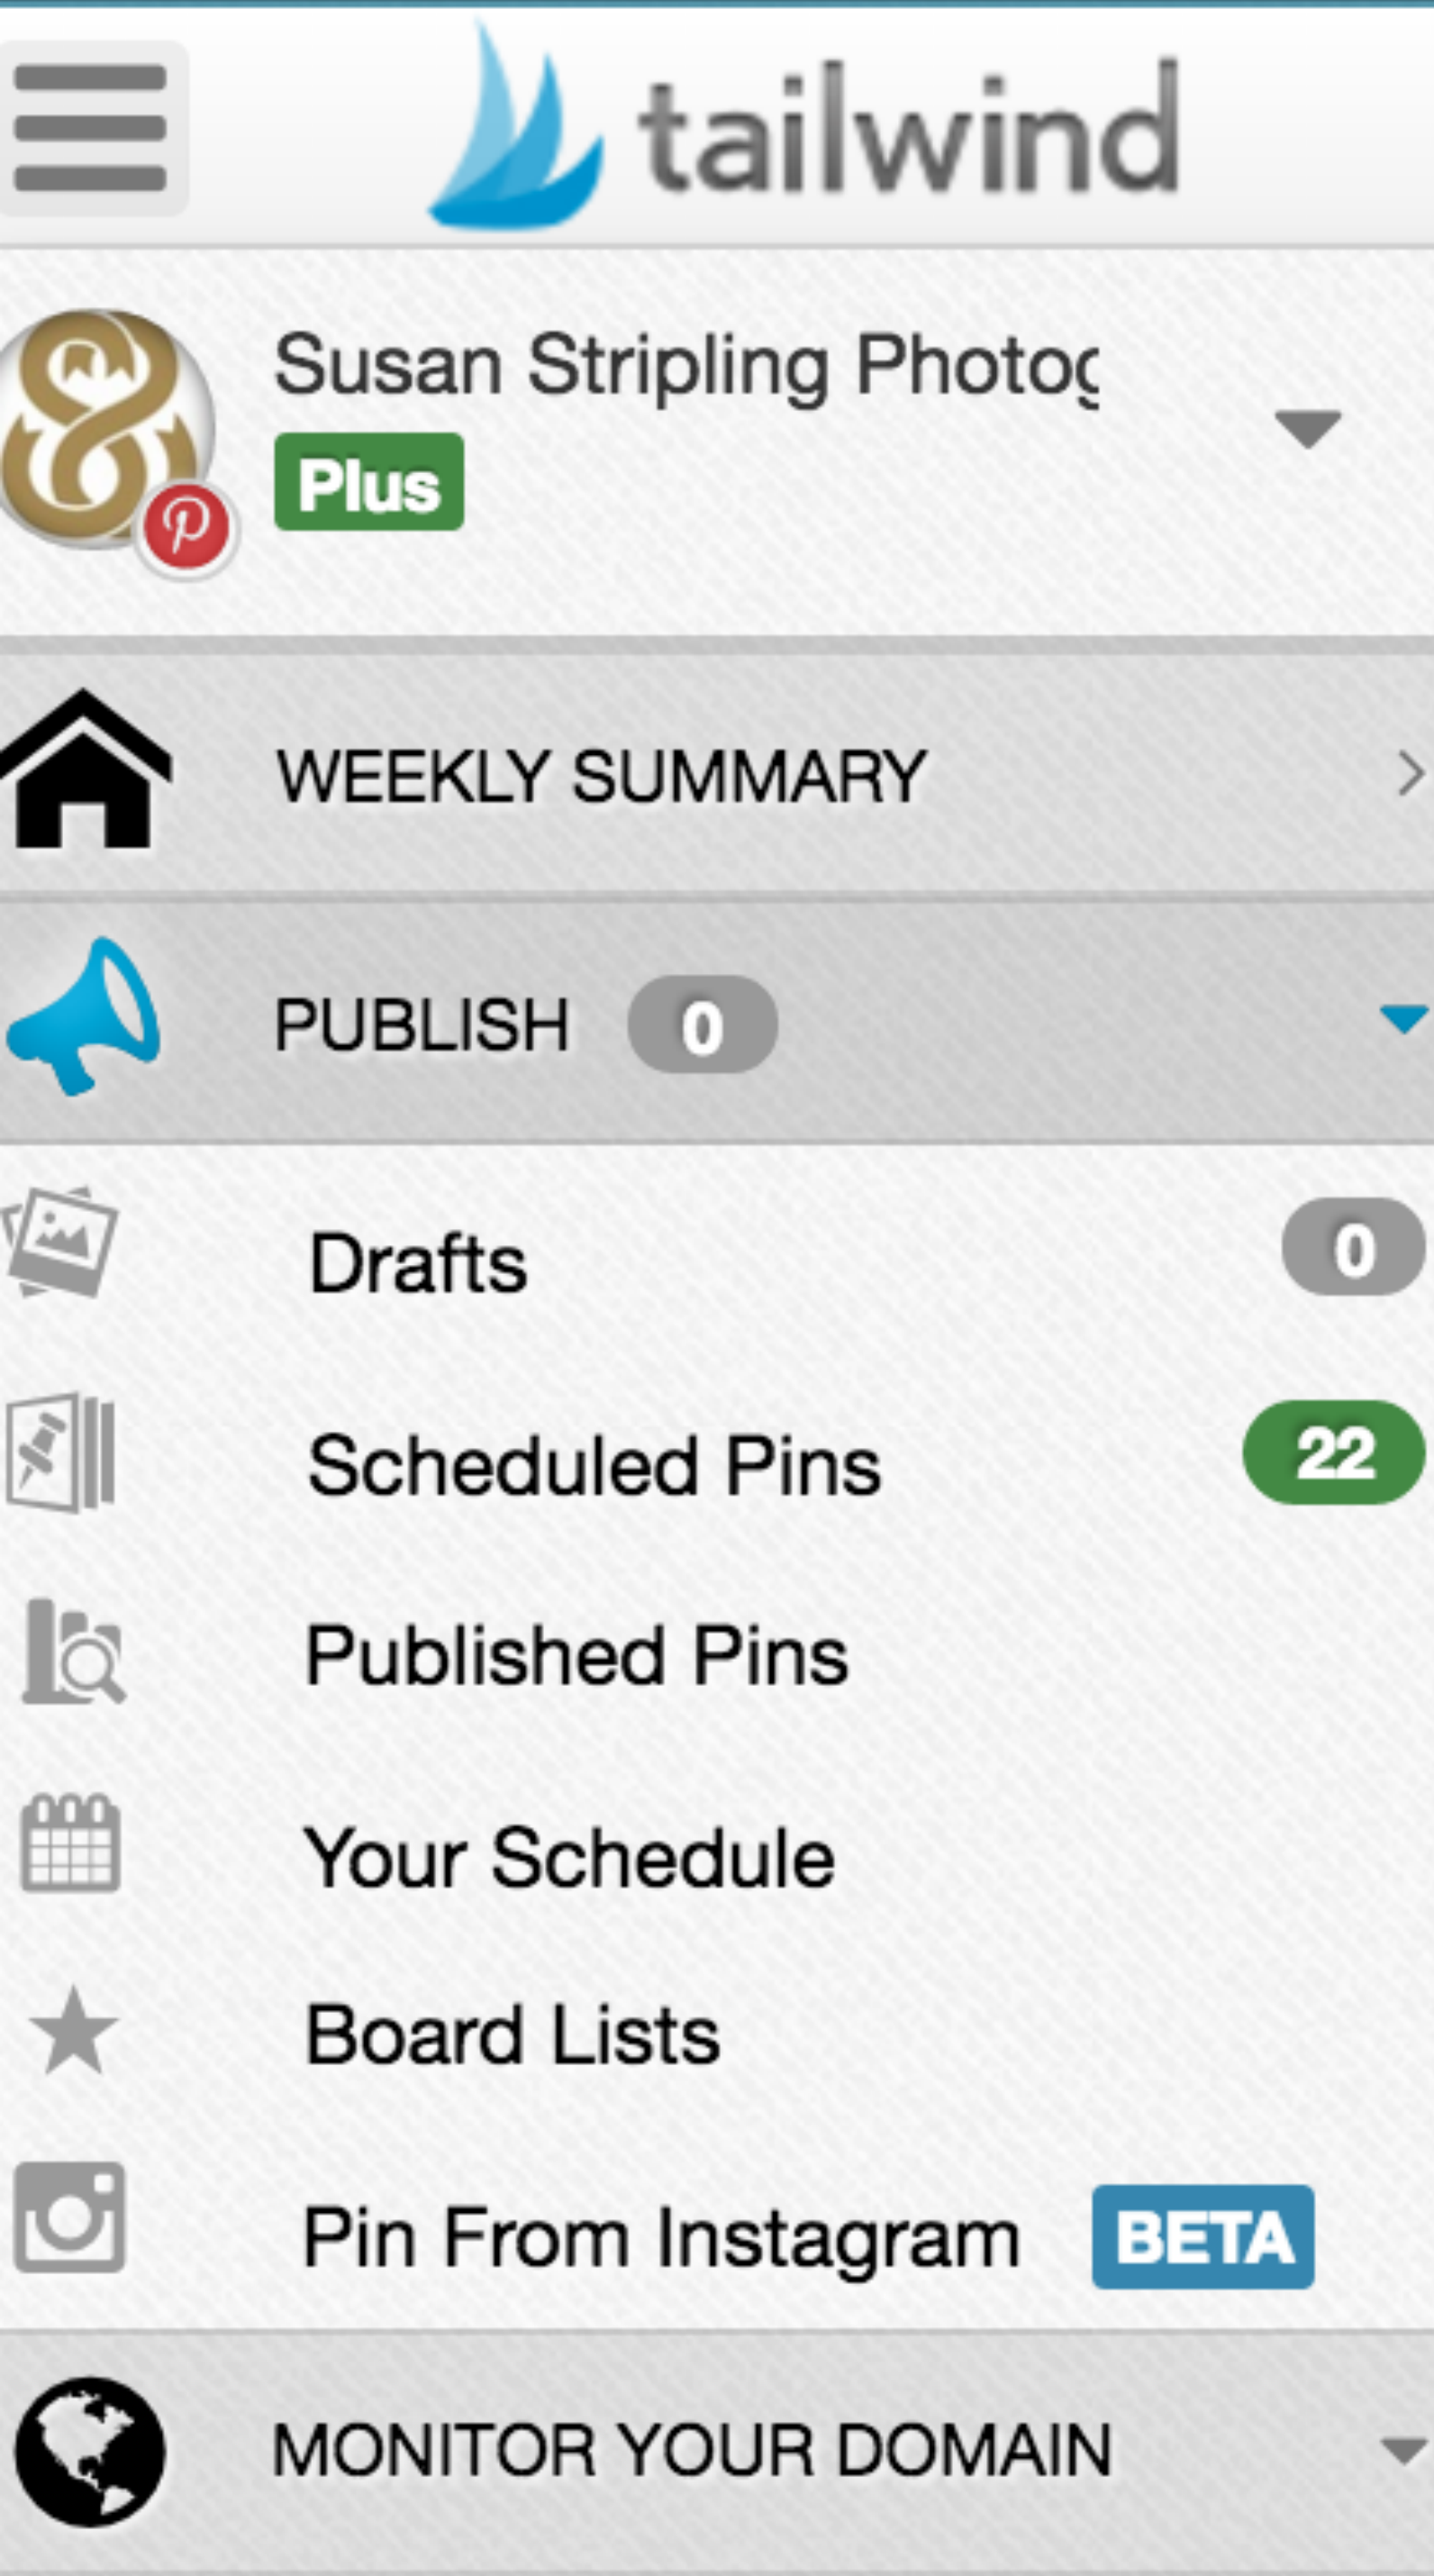 tailwind
Susan Stripling Photog
Plus
WEEKLY SUMMARY
PUBLISH 0
Drafts 0
Scheduled Pins 22
Published Pins
Your Schedule
Board Lists
Pin From Instagram BETA
MONITOR YOUR DOMAIN